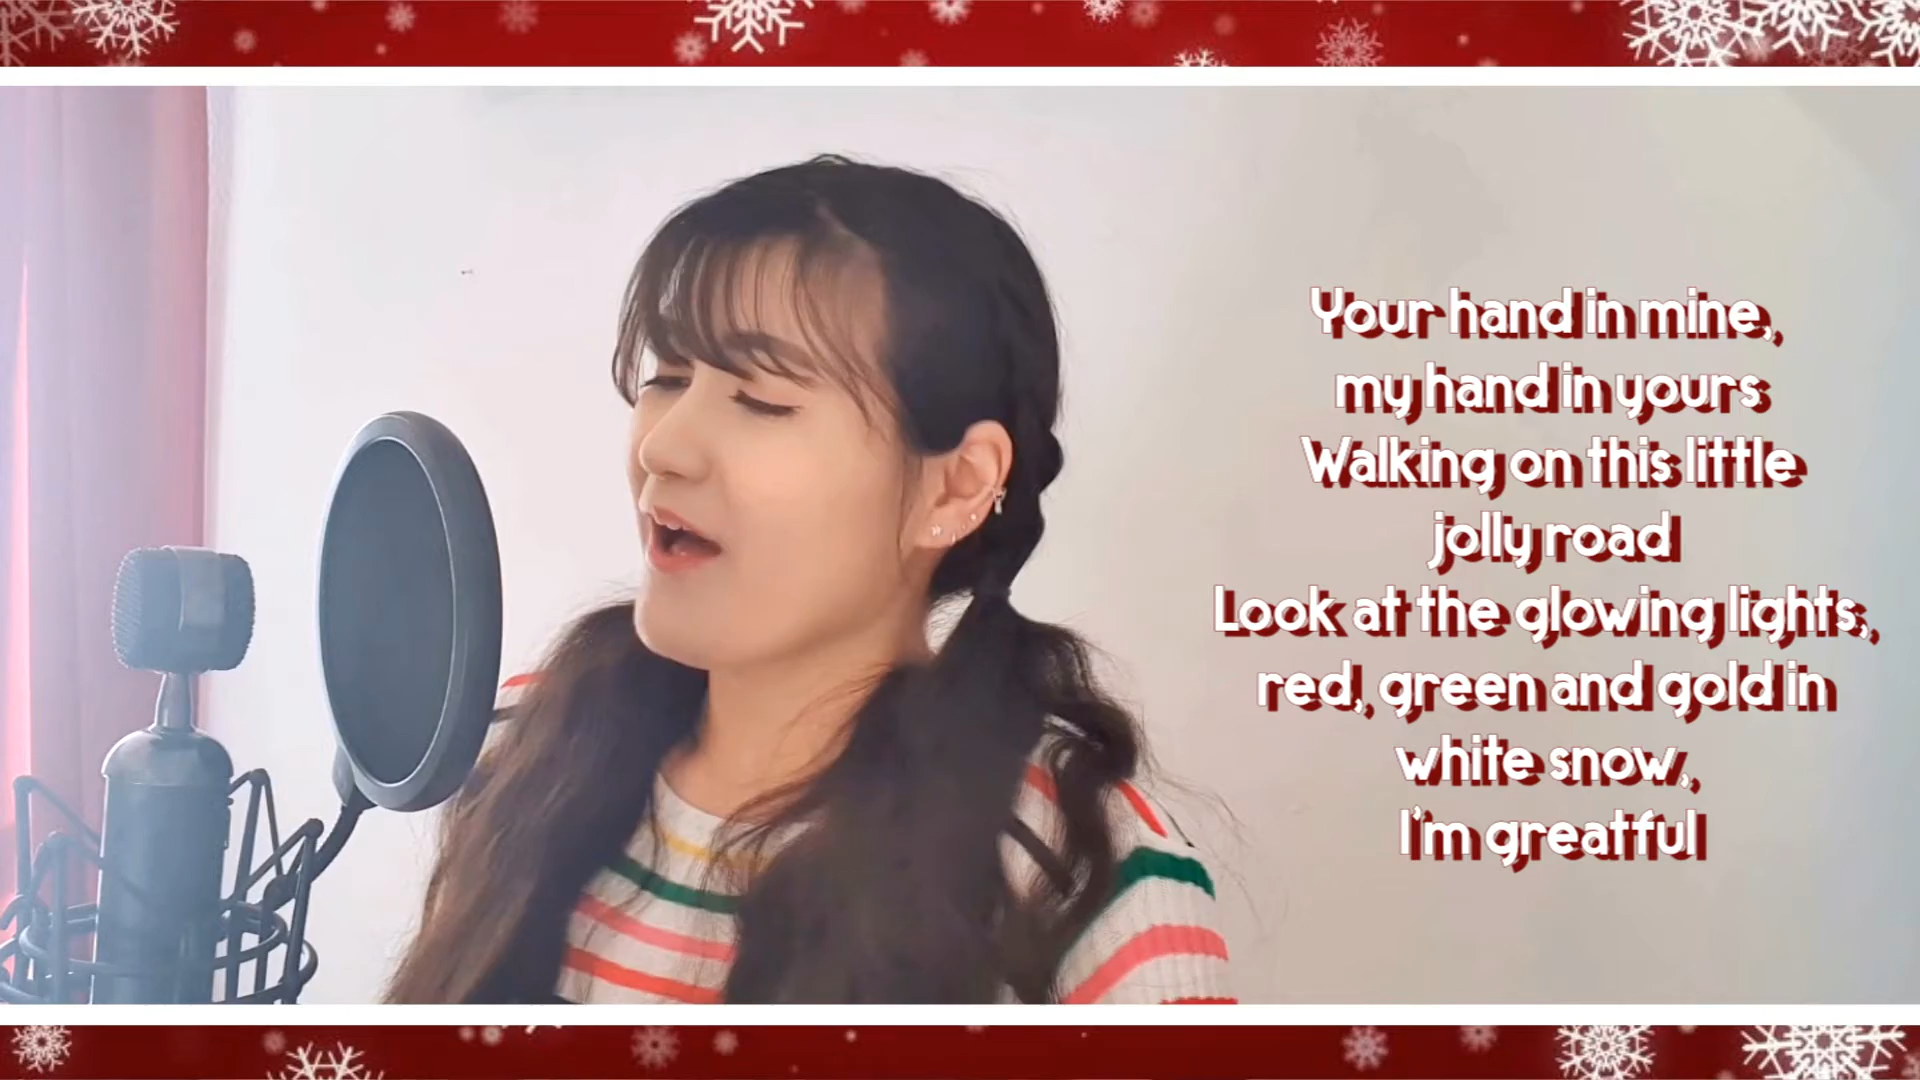 Your hand in mine,
my hand in yours
Walking on this little
jolly road
Look at the glowing lights,
red, green and gold in
white snow,
I'm greatful